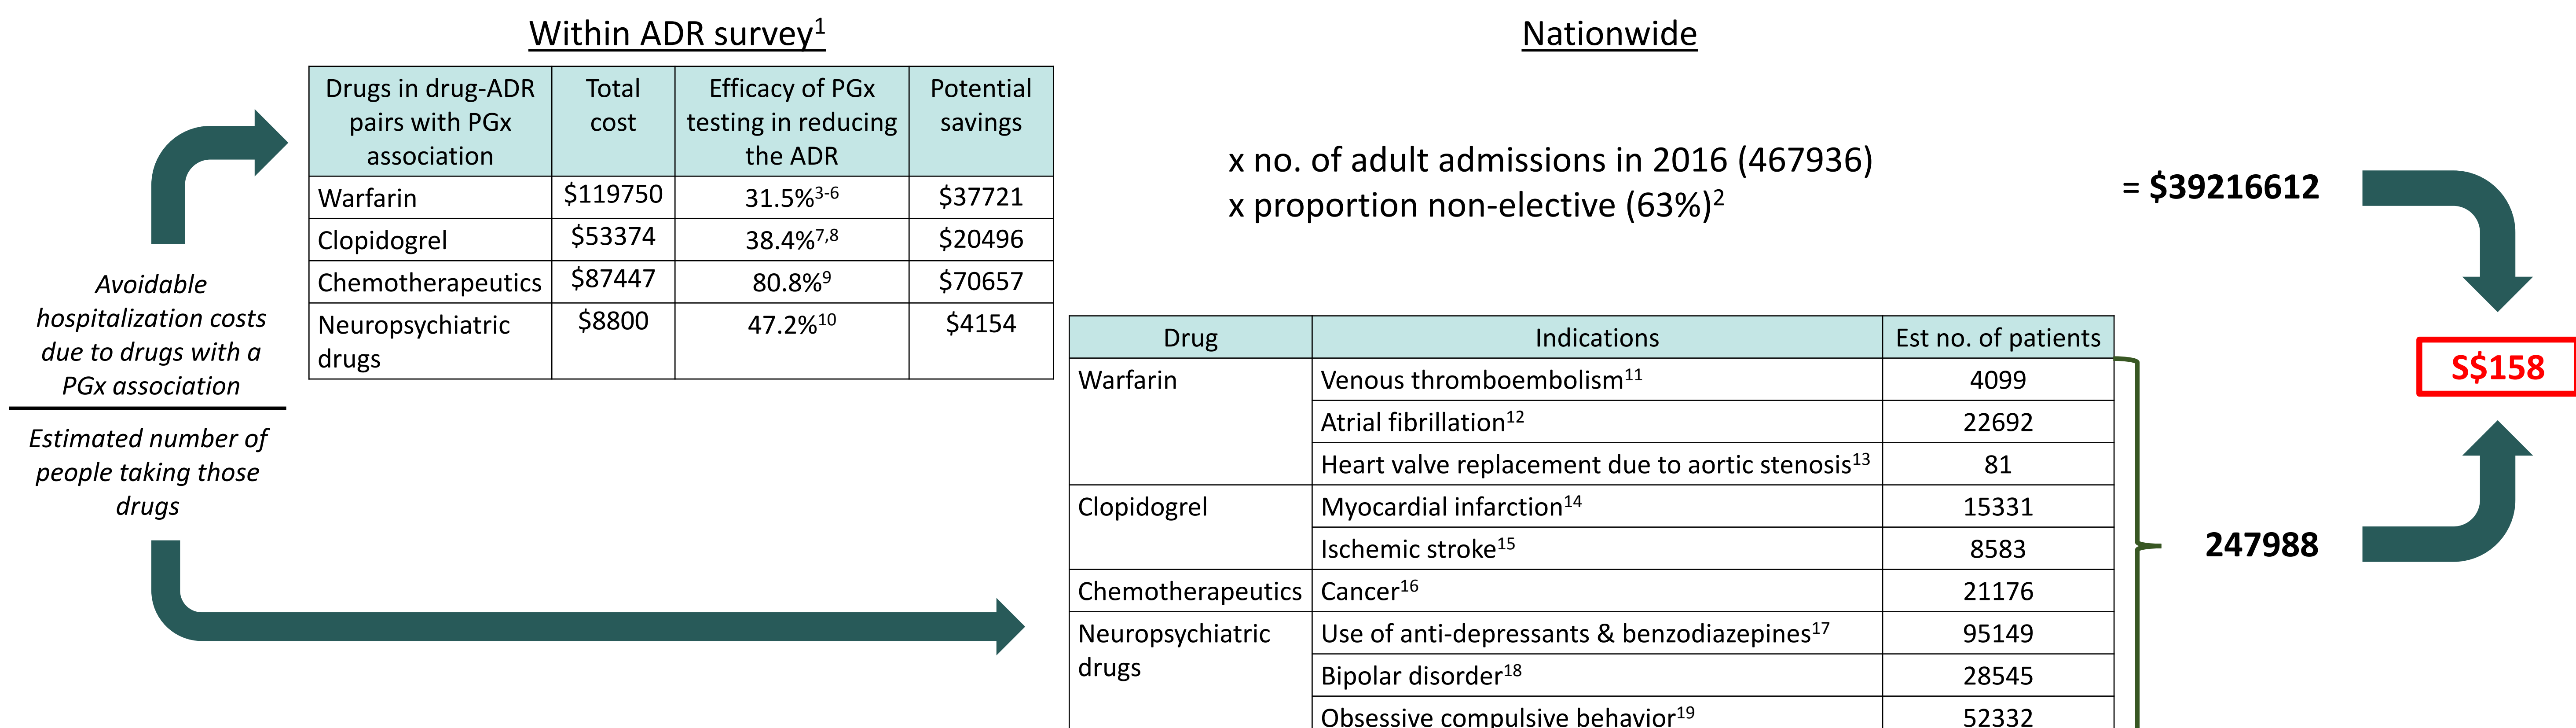 Within ADR survey1
Nationwide
Drugs in drug-ADR
pairs with PGx
association
Total
cost
Efficacy of PGx
testing in reducing
the ADR
Potential
savings
Warfarin
$119750
31.5%3-6
$37721
Clopidogrel
$53374
38.4%7,8
$20496
Chemotherapeutics
$87447
80.8%9
$70657
Neuropsychiatric
drugs
$8800
47.2%10
$4154
x no. of adult admissions in 2016 (467936)
x proportion non-elective (63%)2
= $39216612
Avoidable
hospitalization costs
due to drugs with a
PGx association
Estimated number of
people taking those
drugs
Drug
Indications
Est no. of patients
Warfarin
Venous thromboembolism11
4099
Atrial fibrillation12
22692
Heart valve replacement due to aortic stenosis13
81
Clopidogrel
Myocardial infarction14
15331
Ischemic stroke15
8583
Chemotherapeutics
Cancer16
21176
Neuropsychiatric
drugs
Use of anti-depressants & benzodiazepines17
95149
Bipolar disorder18
28545
Obsessive compulsive behavior19
52332
247988
S$158